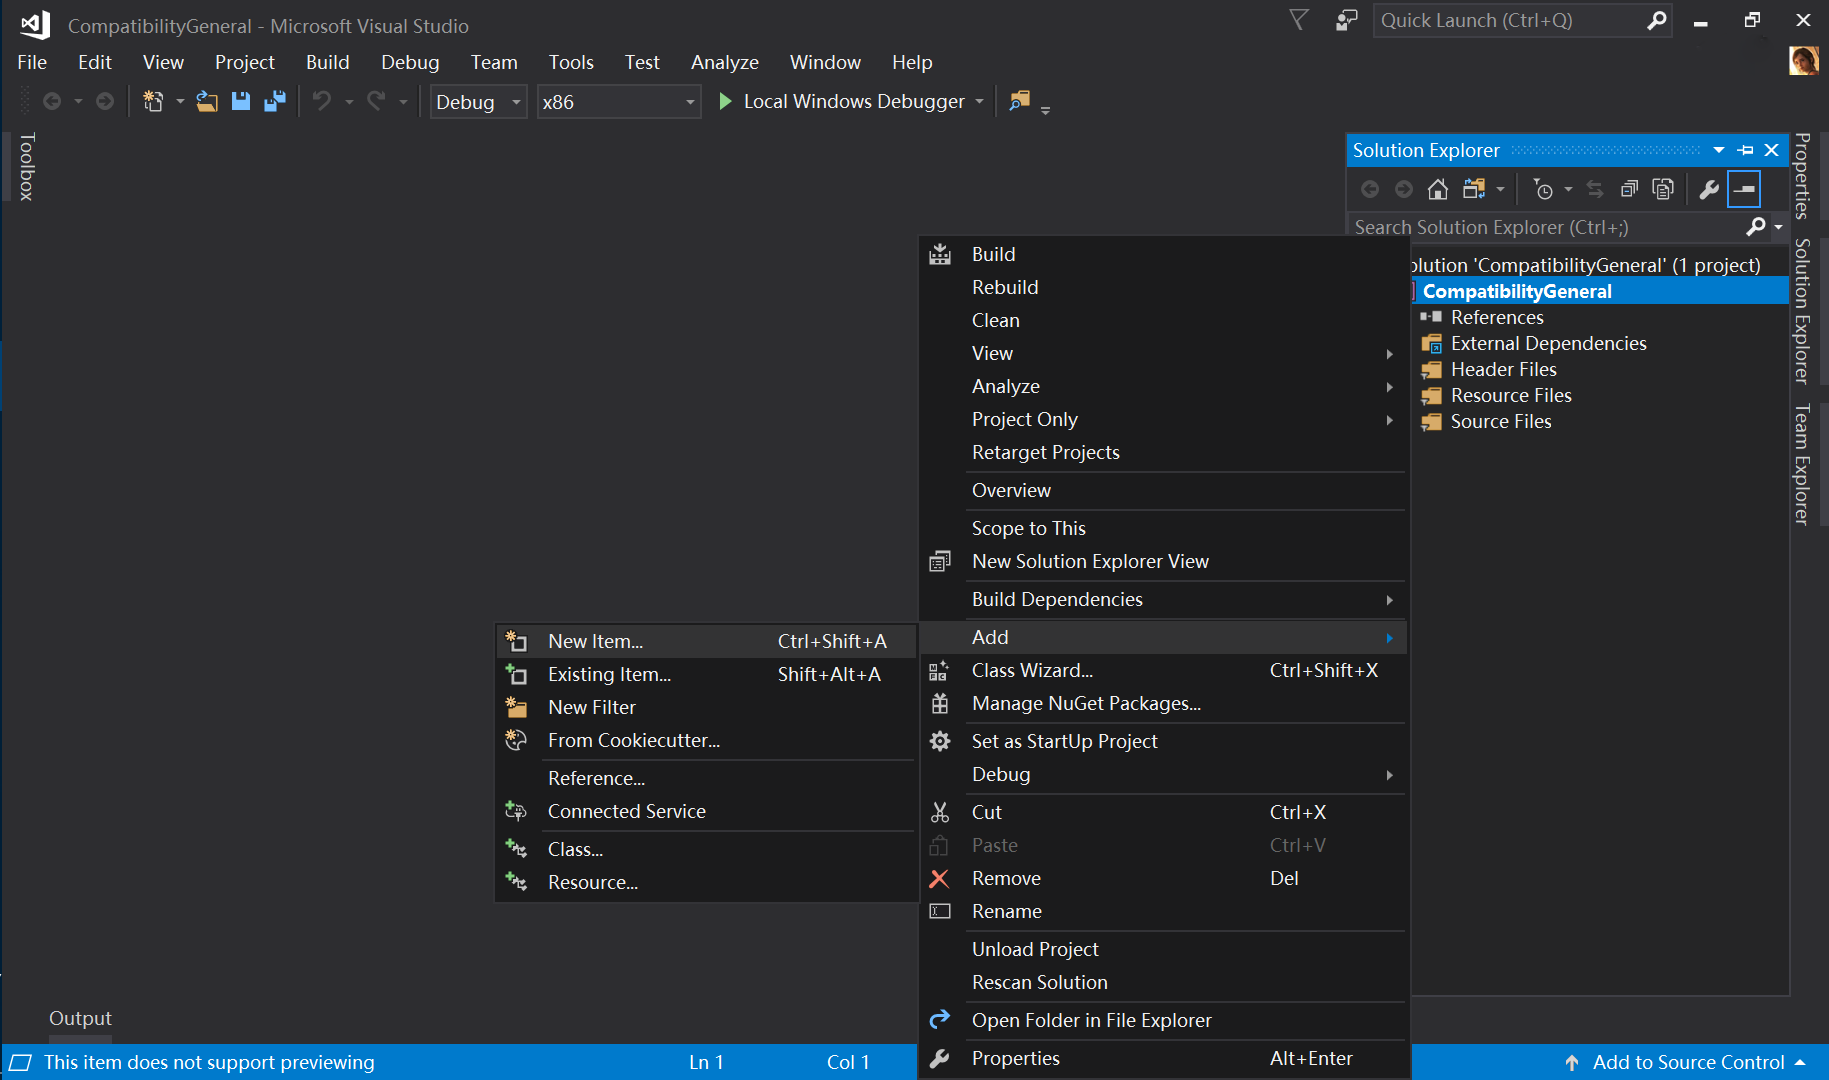 CompatibilityGeneral - Microsoft Visual Studio
Quick Launch (Ctrl+Q)
File Edit View Project Build Debug Team Tools Test Analyze Window Help
Debug x86 Local Windows Debugger
Toolbox
Solution Explorer
Search Solution Explorer (Ctrl+;)
olution 'CompatibilityGeneral' (1 project)
CompatibilityGeneral
References
External Dependencies
Header Files
Resource Files
Source Files
Properties
Solution Explorer
Team Explorer
Build
Rebuild
Clean
View
Analyze
Project Only
Retarget Projects
Overview
Scope to This
New Solution Explorer View
Build Dependencies
Add
Class Wizard... Ctrl+Shift+X
Manage NuGet Packages...
Set as StartUp Project
Debug
Cut Ctrl+X
Paste Ctrl+V
Remove Del
Rename
Unload Project
Rescan Solution
Open Folder in File Explorer
Properties Alt+Enter
New Item... Ctrl+Shift+A
Existing Item... Shift+Alt+A
New Filter
From Cookiecutter...
Reference...
Connected Service
Class...
Resource...
Output
This item does not support previewing Ln 1 Col 1 Add to Source Control